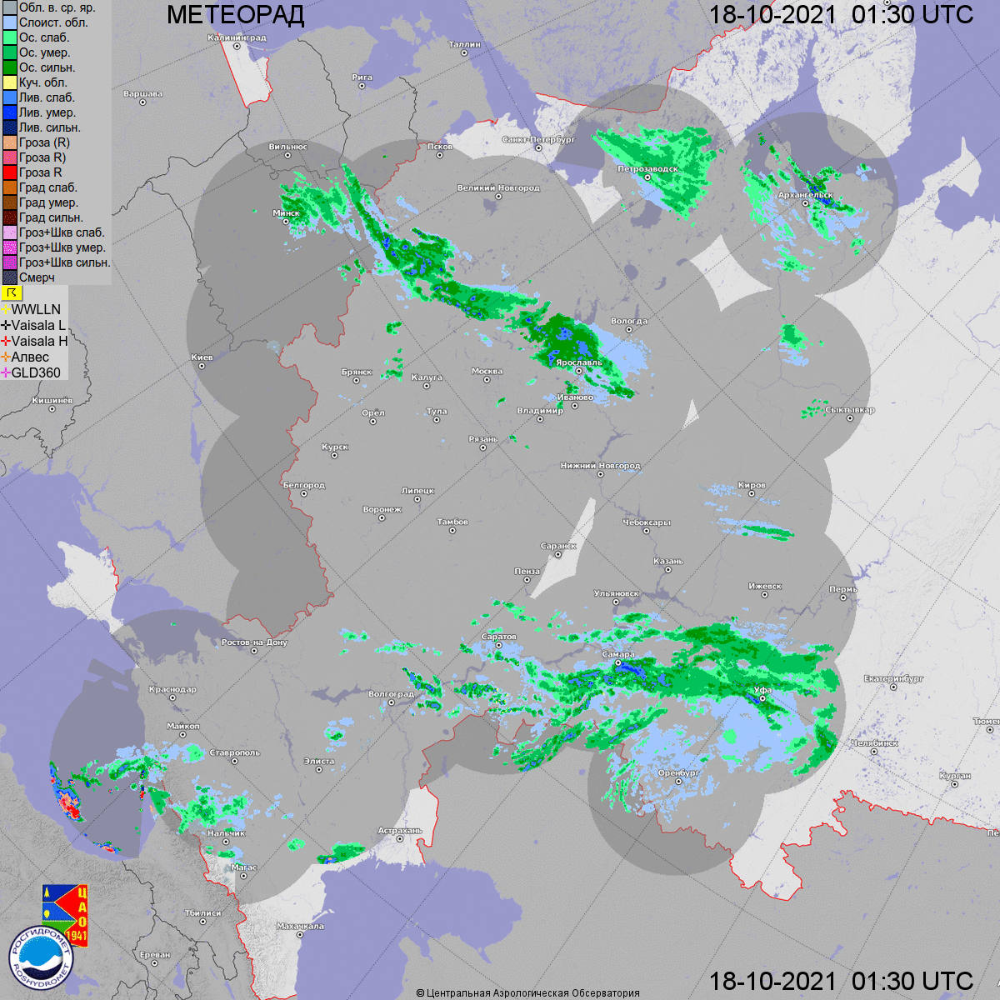 МЕТЕОРАД
18-10-2021 01:30 UTC
Обл. в. ср. яр.
Слоист. обл.
Ос. слаб.
Ос. умер.
Ос. сильн.
Куч. обл.
Лив. слаб.
Лив. умер.
Лив. сильн.
Гроза (R)
Гроза R)
Гроза R
Град слаб.
Град умер.
Град сильн.
Гроз+Шкв слаб.
Гроз+Шкв умер.
Гроз+Шкв сильн.
Смерч
WWLLN
Vaisala L
Vaisala H
Алвес
GLD360
Калининград
Таллин
Рига
Варшава
Вильнюс
Псков
Санкт-Петербург
Петрозаводск
Великий Новгород
Архангельск
Минск
Вологда
Киев
Ярославль
Брянск
Калуга
Москва
Иваново
Кишинёв
Орёл
Тула
Владимир
Сыктывкар
Рязань
Курск
Нижний Новгород
Белгород
Липецк
Киров
Воронеж
Тамбов
Чебоксары
Саранск
Казань
Пенза
Ульяновск
Ижевск
Пермь
Ростов-на-Дону
Саратов
Самара
Краснодар
Волгоград
Уфа
Екатеринбург
Майкоп
Тюмен
Ставрополь
Элиста
Челябинск
Оренбург
Курган
Нальчик
Астрахань
Пе
Магас
Тбилиси
Махачкала
Ереван
ЦАО
1941
РОСГИДРОМЕТ
ROSHYDROMET
18-10-2021 01:30 UTC
© Центральная Аэрологическая Обсерватория